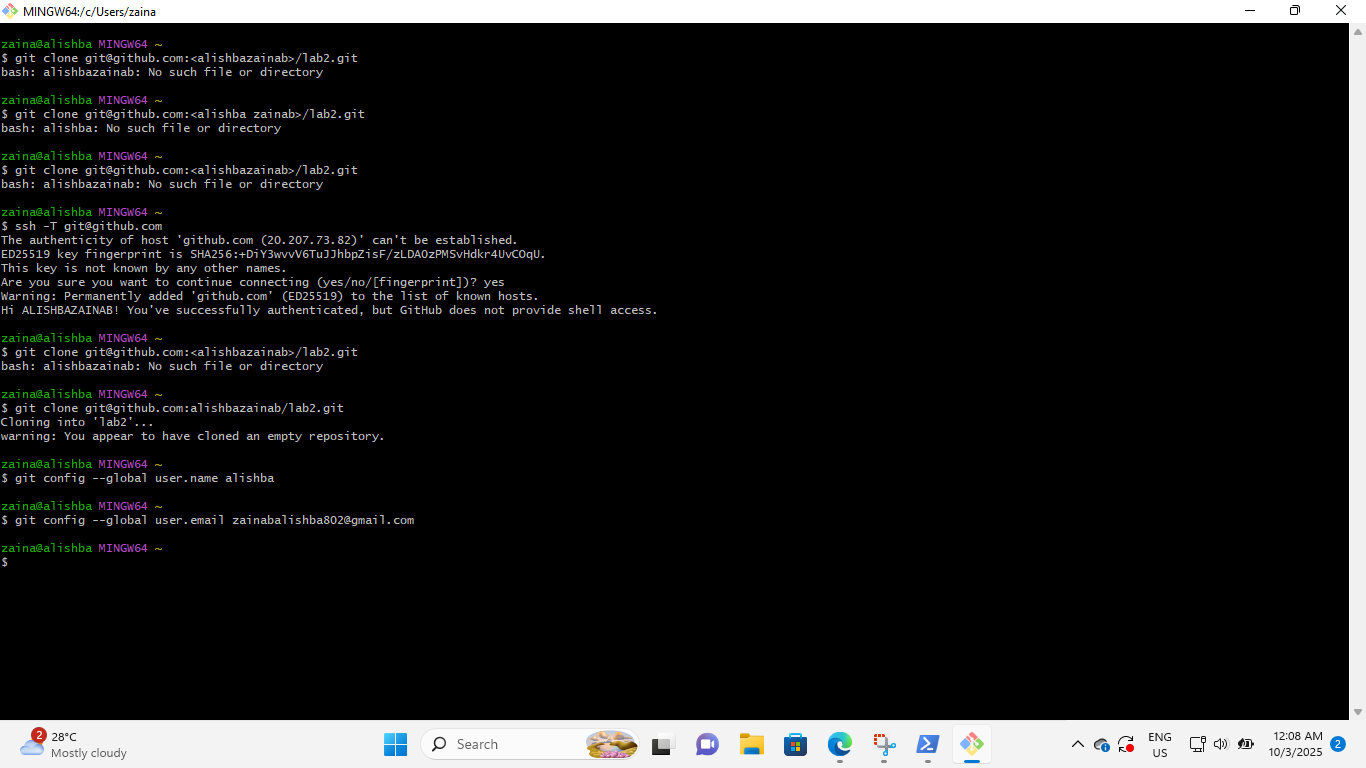 MINGW64:/c/Users/zaina
zaina@alishba MINGW64 ~
$ git clone git@github.com:<alishbazainab>/lab2.git
bash: alishbazainab: No such file or directory
zaina@alishba MINGW64 ~
$ git clone git@github.com:<alishba zainab>/lab2.git
bash: alishba: No such file or directory
zaina@alishba MINGW64 ~
$ git clone git@github.com:<alishbazainab>/lab2.git
bash: alishbazainab: No such file or directory
zaina@alishba MINGW64 ~
$ ssh -T git@github.com
The authenticity of host 'github.com (20.207.73.82)' can't be established.
ED25519 key fingerprint is SHA256:+DiY3wvvV6TuJJhbpZisF/zLDA0zPMSvHdkr4UvCOqU.
This key is not known by any other names.
Are you sure you want to continue connecting (yes/no/[fingerprint])? yes
Warning: Permanently added 'github.com' (ED25519) to the list of known hosts.
Hi ALISHBAZAINAB! You've successfully authenticated, but GitHub does not provide shell access.
zaina@alishba MINGW64 ~
$ git clone git@github.com:<alishbazainab>/lab2.git
bash: alishbazainab: No such file or directory
zaina@alishba MINGW64 ~
$ git clone git@github.com:alishbazainab/lab2.git
Cloning into 'lab2'...
warning: You appear to have cloned an empty repository.
zaina@alishba MINGW64 ~
$ git config --global user.name alishba
zaina@alishba MINGW64 ~
$ git config --global user.email zainabalishba802@gmail.com
zaina@alishba MINGW64 ~
$
2
28°C
Mostly cloudy
Search
ENG
US
12:08 AM
10/3/2025
2